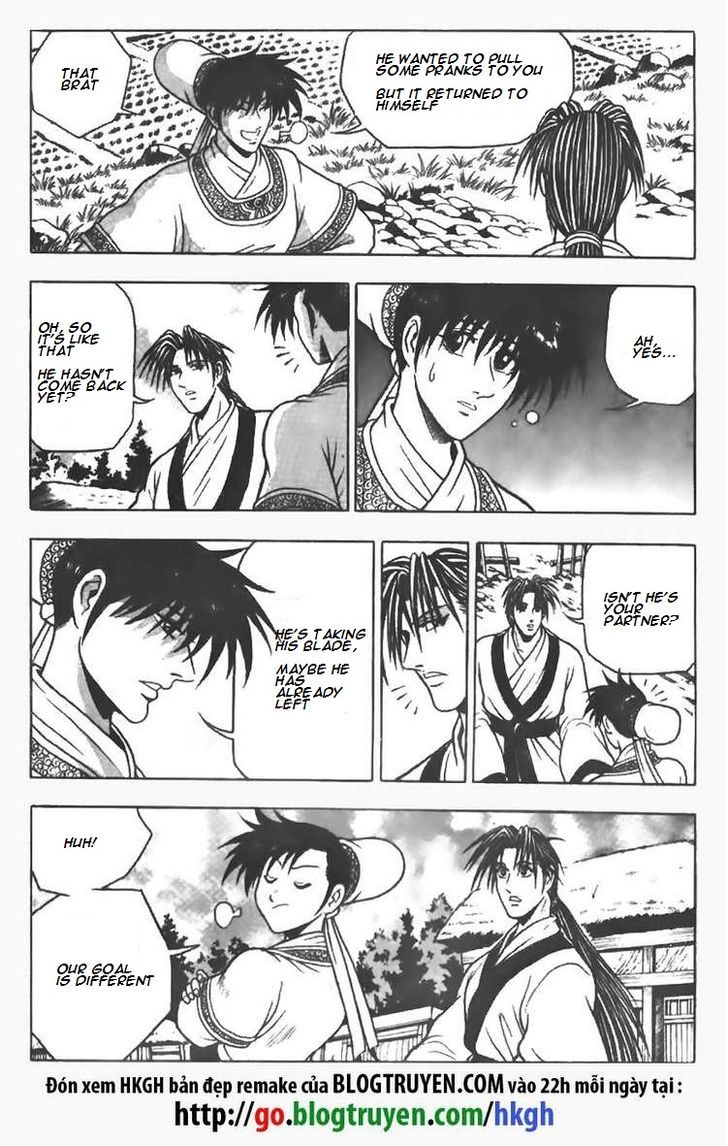 THAT
BRAT
HE WANTED TO PULL
SOME PRANKS TO YOU
BUT IT RETURNED TO
HIMSELF
OH, SO
IT'S LIKE
THAT
HE HASN'T
COME BACK
YET?
AH,
YES...
HE'S TAKING
HIS BLADE,
MAYBE HE
HAS
ALREADY
LEFT
ISN'T HE'S
YOUR
PARTNER?
HUH!
OUR GOAL
IS DIFFERENT
Đón xem HKGH bản đẹp remake của BLOGTRUYEN.COM vào 22h mỗi ngày tại :
http://go.blogtruyen.com/hkgh